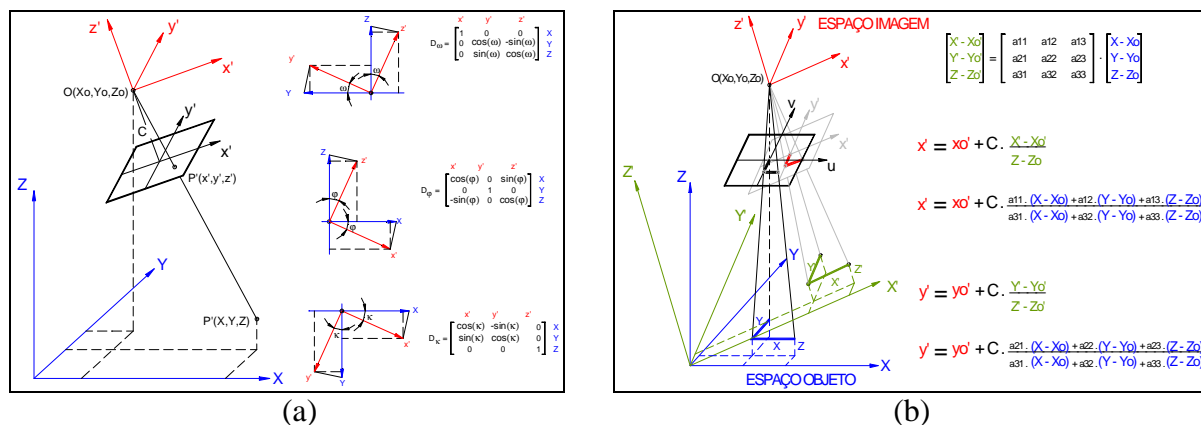 z'
y'
x'
O(Xo,Yo,Zo)
C
y'
x'
P'(x',y',z')
Z
Y
P'(X,Y,Z)
X
Z
z'
y'
ω
ω
Y
x' y' z'
Dω = [ 1 0 0 ] X
[ 0 cos(ω) -sin(ω) ] Y
[ 0 sin(ω) cos(ω) ] Z
Z
z'
φ
X
φ
x'
x' y' z'
Dφ = [ cos(φ) 0 sin(φ) ] X
[ 0 1 0 ] Y
[ -sin(φ) 0 cos(φ) ] Z
X
κ
κ
x'
y'
Y
x' y' z'
Dκ = [ cos(κ) -sin(κ) 0 ] X
[ sin(κ) cos(κ) 0 ] Y
[ 0 0 1 ] Z
(a)
ESPAÇO IMAGEM
z'
y'
x'
O(Xo,Yo,Zo)
v
y'
x'
u
Z'
Z
Y'
Y
Y'
Z'
X'
X'
Y
X
Z
X
ESPAÇO OBJETO
[ X' - Xo' ] = [ a11 a12 a13 ] . [ X - Xo ]
[ Y' - Yo' ] [ a21 a22 a23 ] [ Y - Yo ]
[ Z - Zo' ] [ a31 a32 a33 ] [ Z - Zo ]
x' = xo' + C . X' - Xo'
Z - Zo
x' = xo' + C . a11 . (X - Xo) + a12 . (Y - Yo) + a13 . (Z - Zo)
a31 . (X - Xo) + a32 . (Y - Yo) + a33 . (Z - Zo)
y' = yo' + C . Y' - Yo'
Z - Zo'
y' = yo' + C . a21 . (X - Xo) + a22 . (Y - Yo) + a23 . (Z - Zo)
a31 . (X - Xo) + a32 . (Y - Yo) + a33 . (Z - Zo)
(b)